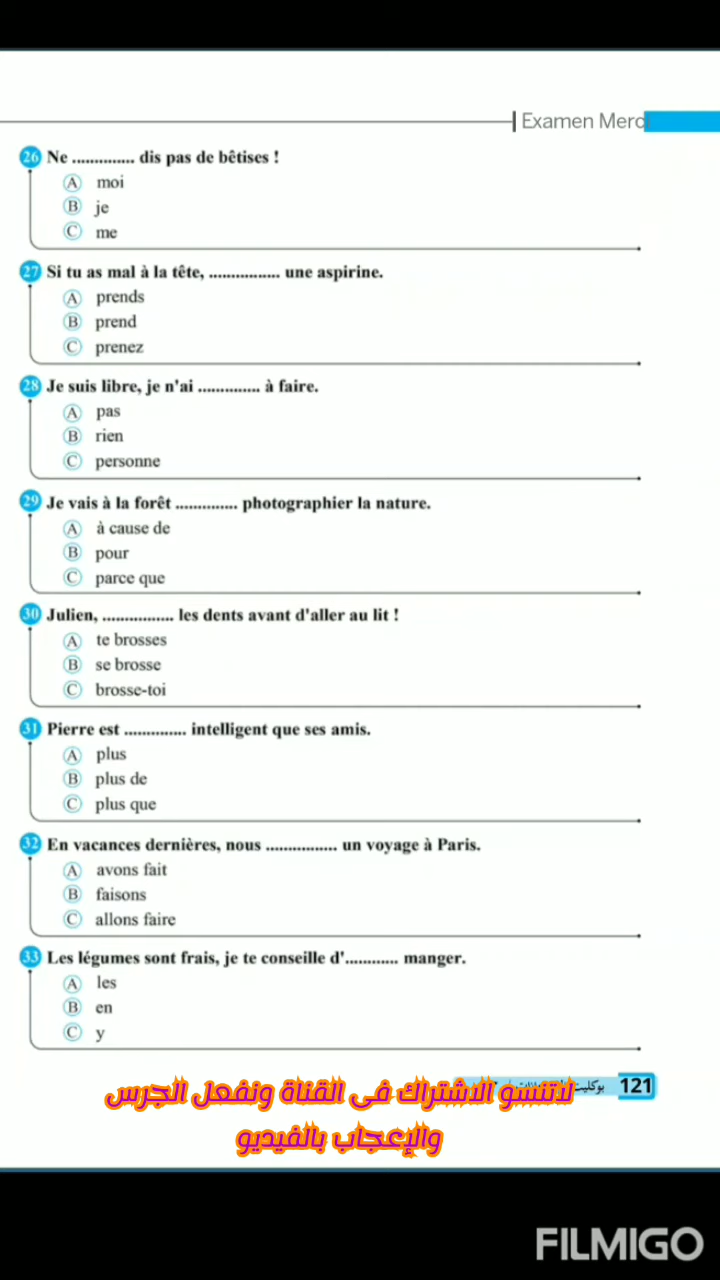 Examen Merc
26 Ne .............. dis pas de bêtises !
A moi
B je
C me
27 Si tu as mal à la tête, ................ une aspirine.
A prends
B prend
C prenez
28 Je suis libre, je n'ai .............. à faire.
A pas
B rien
C personne
29 Je vais à la forêt .............. photographier la nature.
A à cause de
B pour
C parce que
30 Julien, ................ les dents avant d'aller au lit !
A te brosses
B se brosse
C brosse-toi
31 Pierre est .............. intelligent que ses amis.
A plus
B plus de
C plus que
32 En vacances dernières, nous ................ un voyage à Paris.
A avons fait
B faisons
C allons faire
33 Les légumes sont frais, je te conseille d'............ manger.
A les
B en
C y
بوكليت 121
لاتنسو الاشتراك فى القناة ونفعل الجرس
والإعجاب بالفيديو
FILMIGO